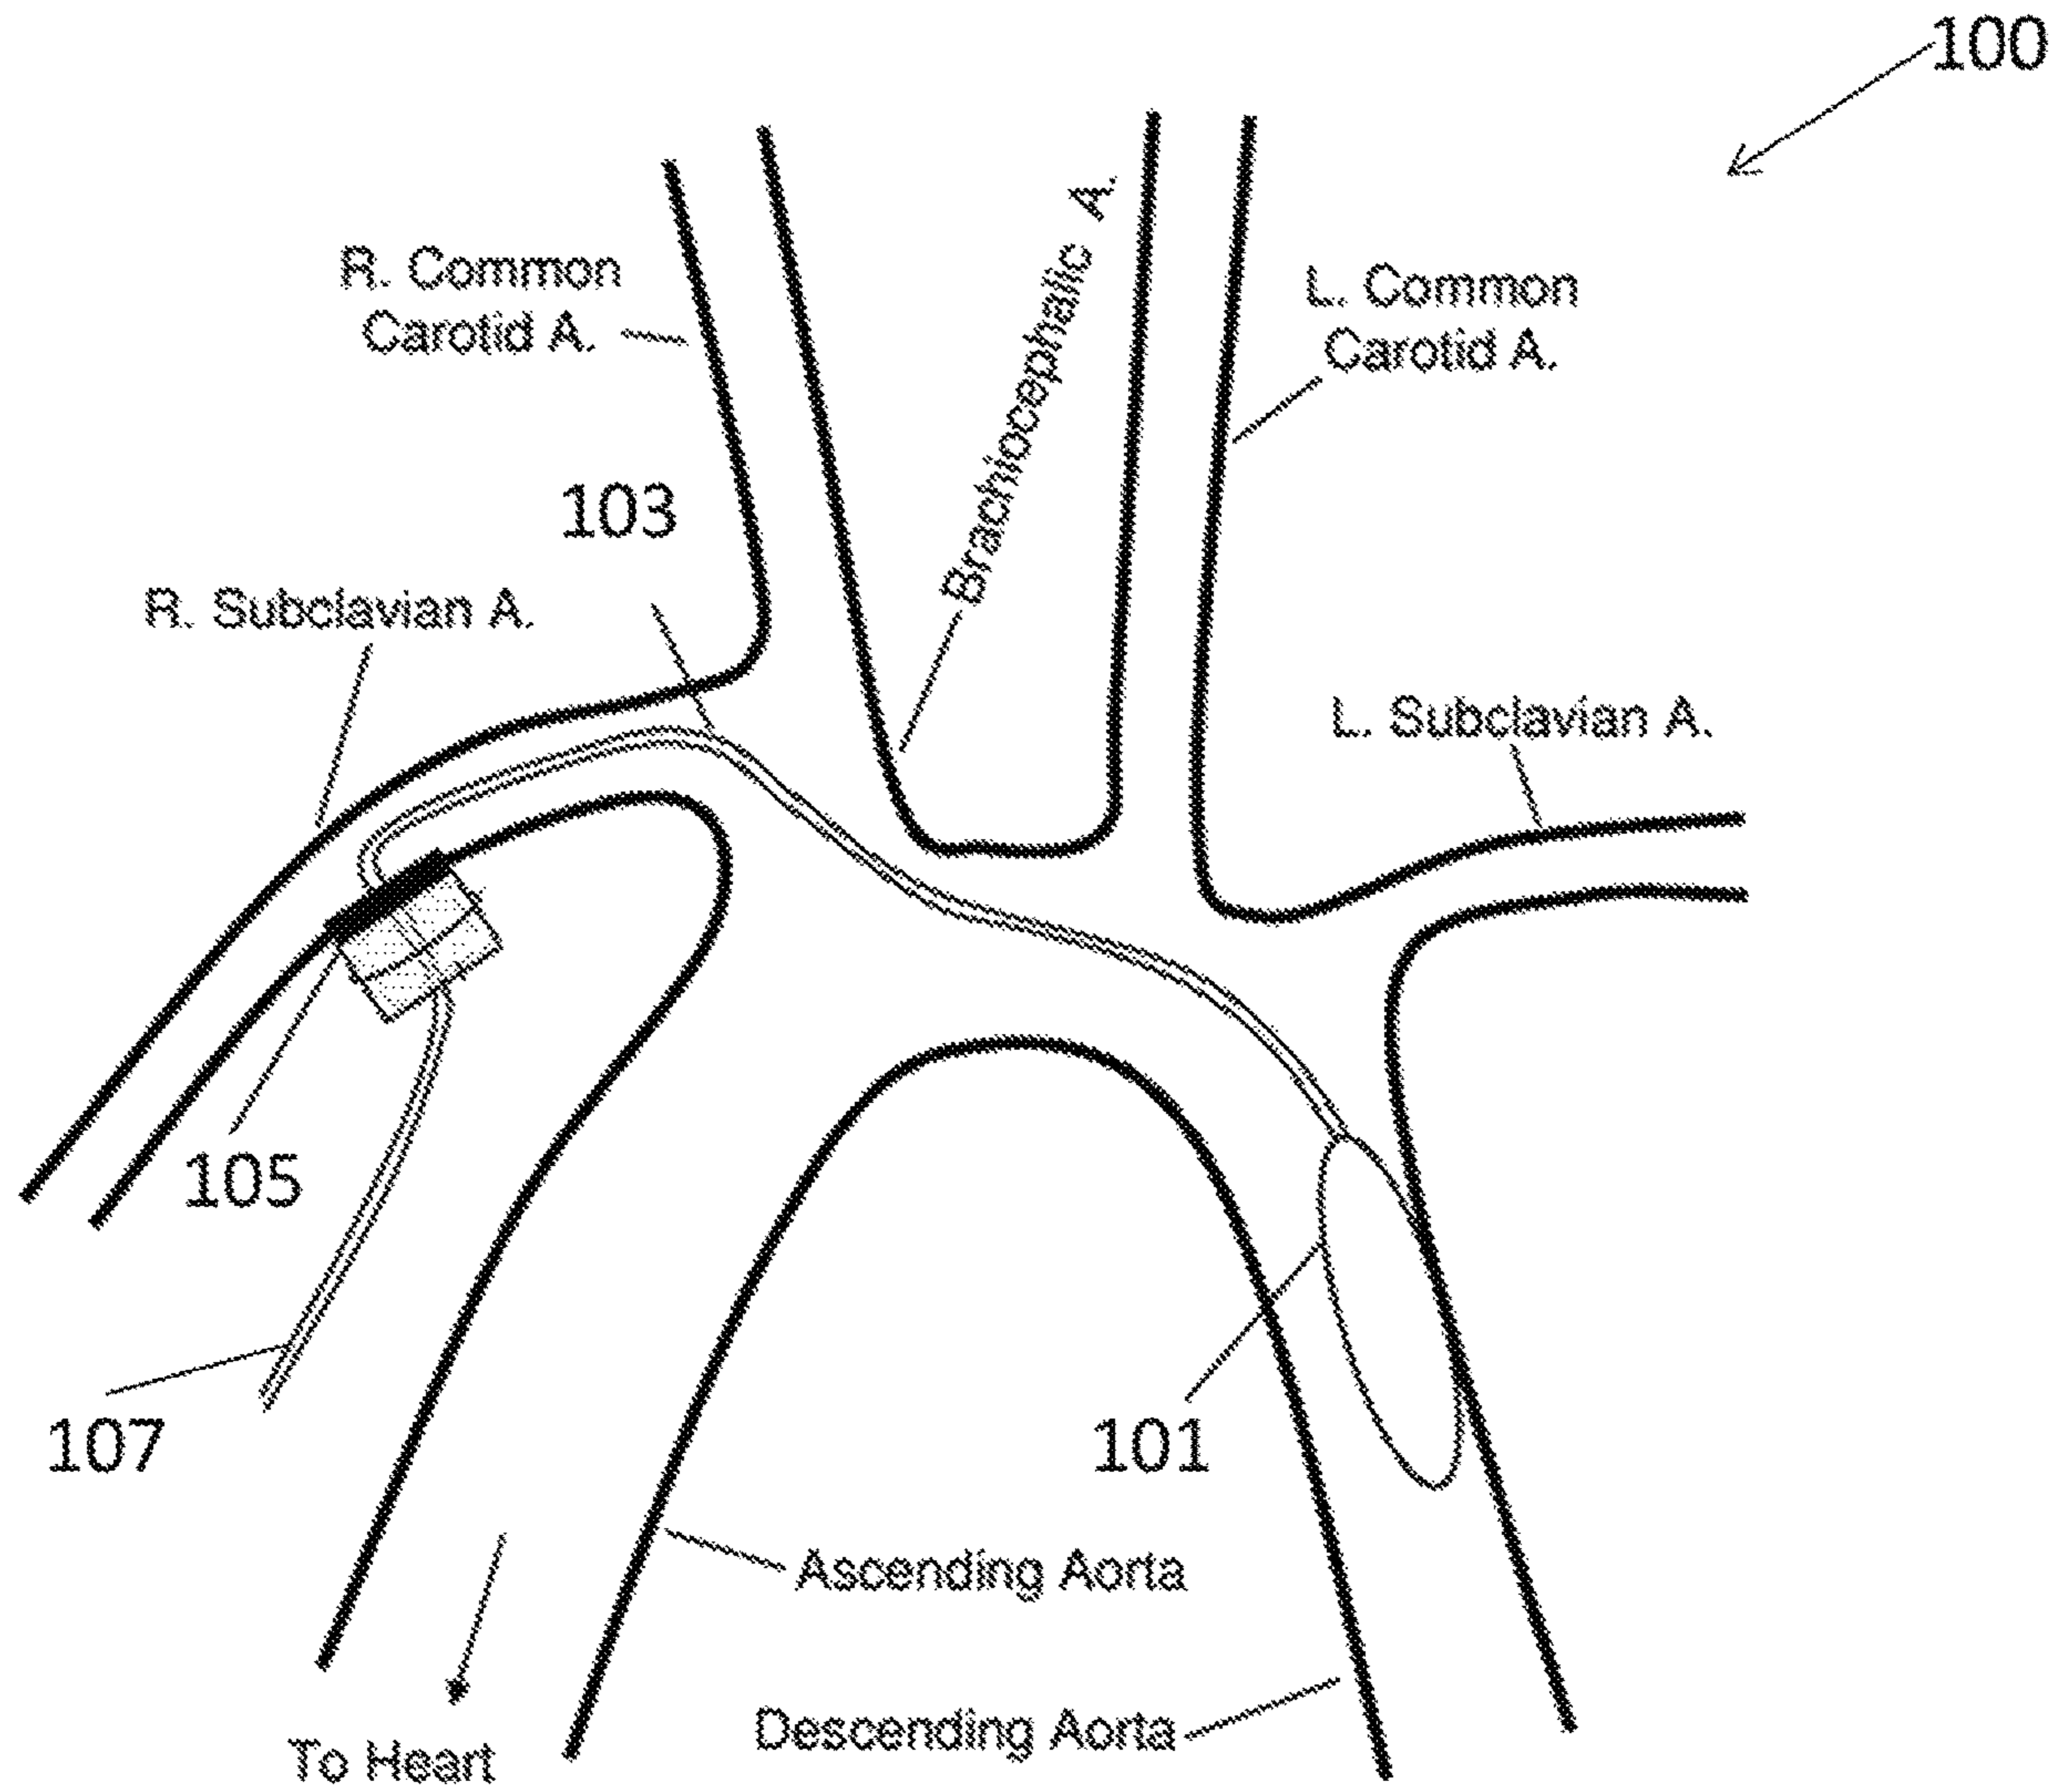 100
Brachiocephalic A.
R. Common
Carotid A.
L. Common
Carotid A.
103
R. Subclavian A.
L. Subclavian A.
105
107
101
Ascending Aorta
Descending Aorta
To Heart